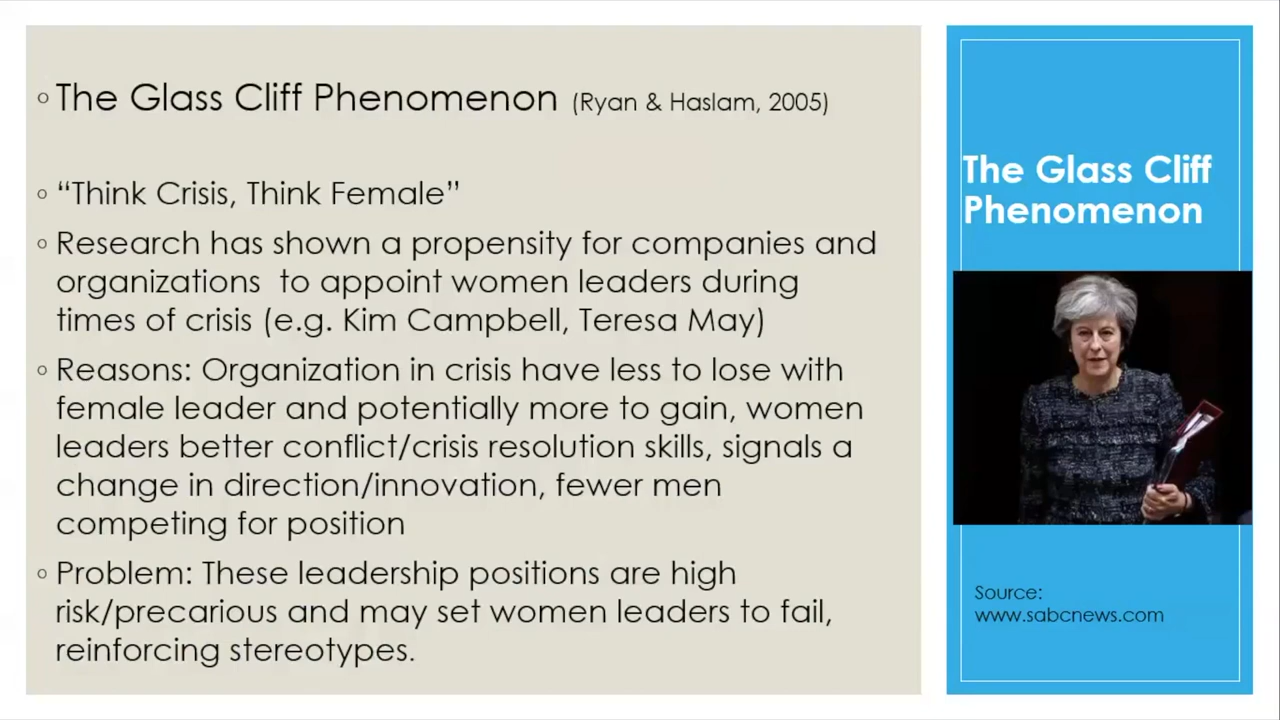 The Glass Cliff Phenomenon (Ryan & Haslam, 2005)
“Think Crisis, Think Female”
Research has shown a propensity for companies and
organizations  to appoint women leaders during
times of crisis (e.g. Kim Campbell, Teresa May)
Reasons: Organization in crisis have less to lose with
female leader and potentially more to gain, women
leaders better conflict/crisis resolution skills, signals a
change in direction/innovation, fewer men
competing for position
Problem: These leadership positions are high
risk/precarious and may set women leaders to fail,
reinforcing stereotypes.
The Glass Cliff
Phenomenon
Source:
www.sabcnews.com